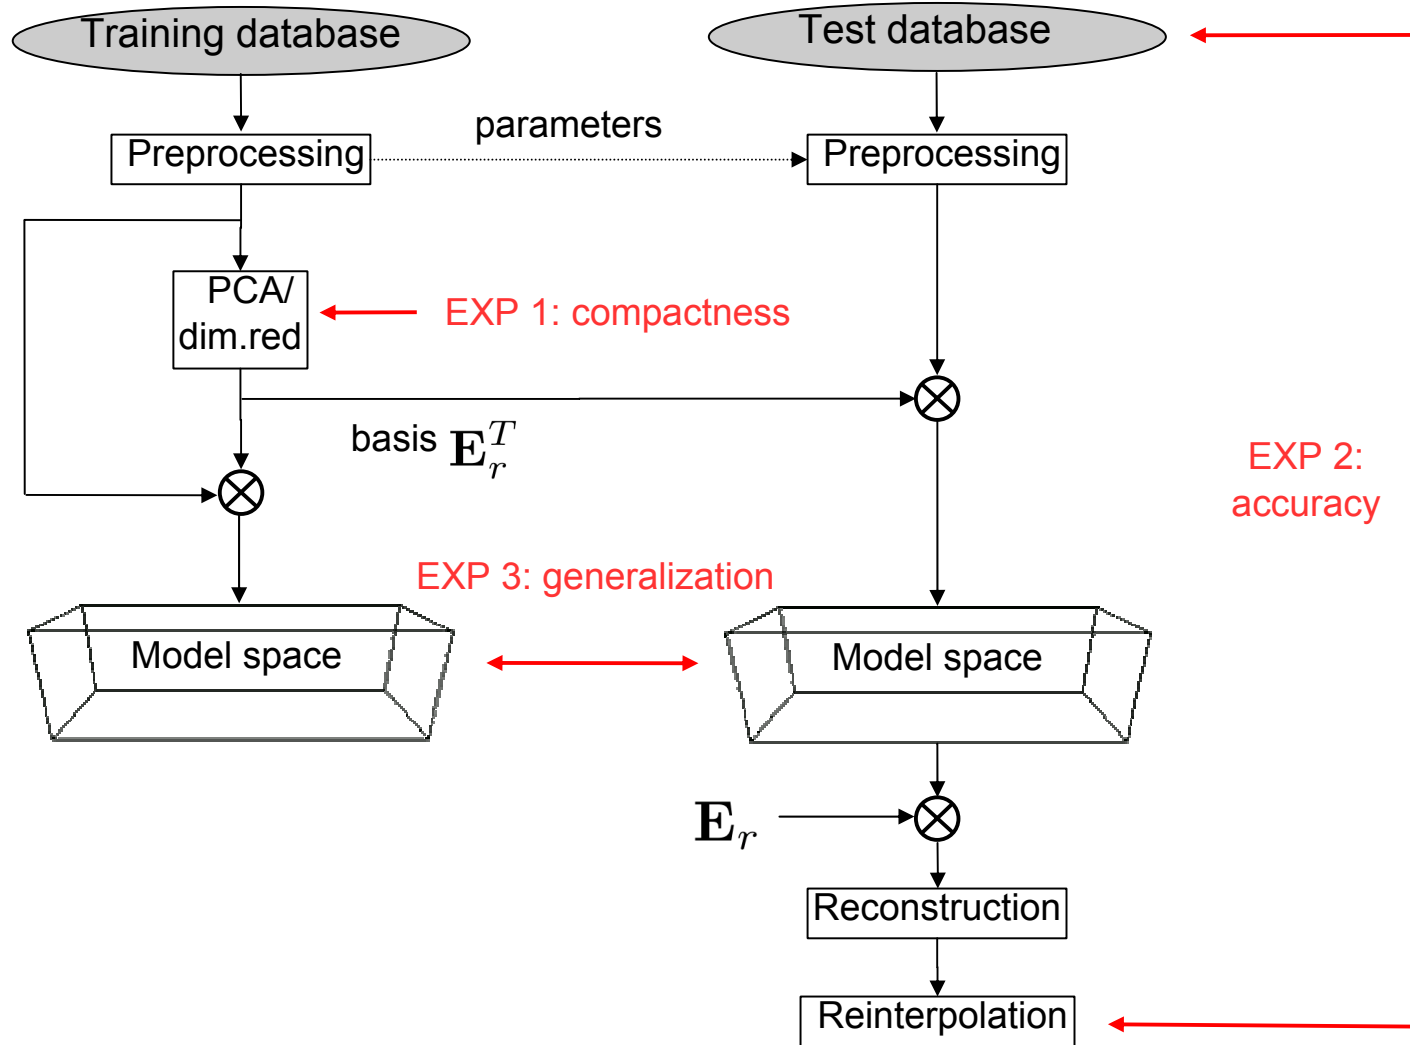 Training database
Test database
parameters
Preprocessing
Preprocessing
PCA/
dim.red
EXP 1: compactness
basis E_r^T
EXP 2:
accuracy
EXP 3: generalization
Model space
Model space
E_r
Reconstruction
Reinterpolation